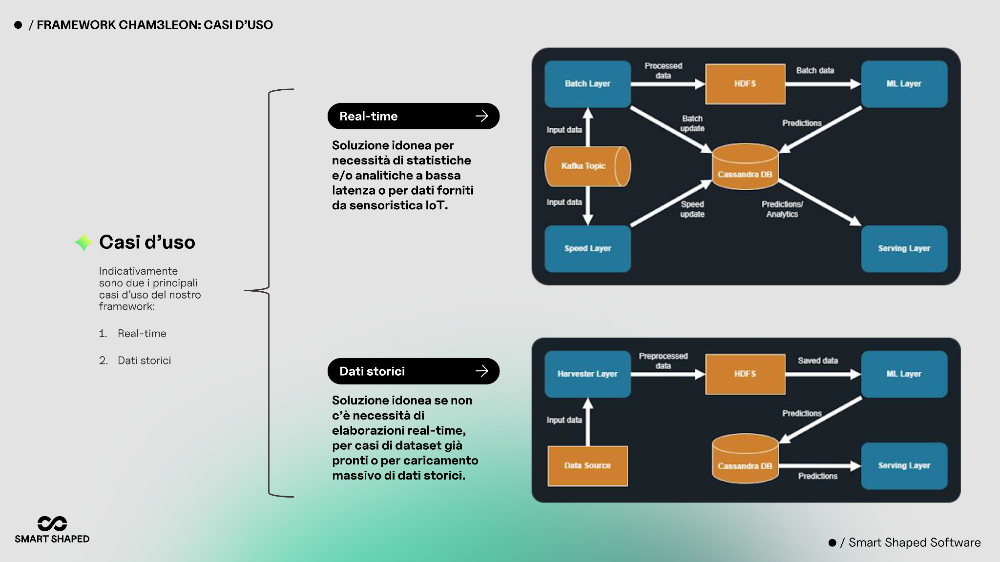 ● / FRAMEWORK CHAM3LEON: CASI D’USO
Casi d’uso
Indicativamente
sono due i principali
casi d’uso del nostro
framework:
1. Real-time
2. Dati storici
Real-time
Soluzione idonea per
necessità di statistiche
e/o analitiche a bassa
latenza o per dati forniti
da sensoristica IoT.
Dati storici
Soluzione idonea se non
c’è necessità di
elaborazioni real-time,
per casi di dataset già
pronti o per caricamento
massivo di dati storici.
Batch Layer
Processed
data
HDFS
Batch data
ML Layer
Input data
Batch
update
Predictions
Kafka Topic
Cassandra DB
Input data
Speed
update
Predictions/
Analytics
Speed Layer
Serving Layer
Harvester Layer
Preprocessed
data
HDFS
Saved data
ML Layer
Input data
Predictions
Data Source
Cassandra DB
Predictions
Serving Layer
SMART SHAPED
● / Smart Shaped Software